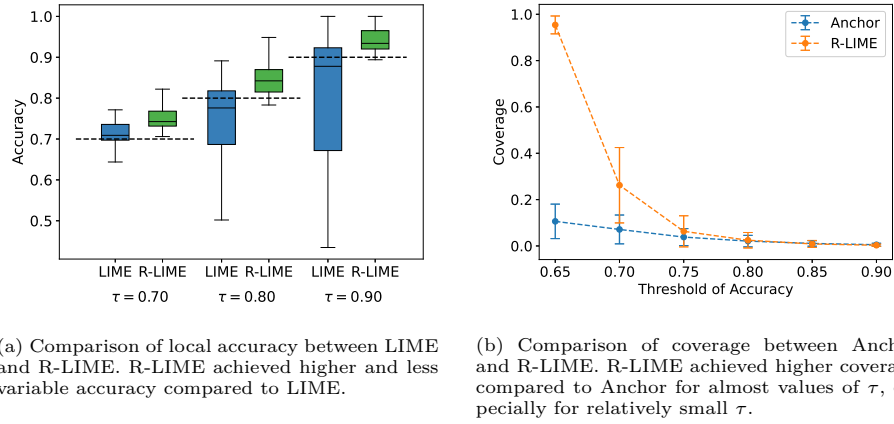 1.0
0.9
0.8
0.7
0.6
0.5
Accuracy
LIME R-LIME LIME R-LIME LIME R-LIME
τ = 0.70 τ = 0.80 τ = 0.90
1.0
0.8
0.6
0.4
0.2
0.0
Coverage
Anchor
R-LIME
0.65 0.70 0.75 0.80 0.85 0.90
Threshold of Accuracy
(a) Comparison of local accuracy between LIME
and R-LIME. R-LIME achieved higher and less
variable accuracy compared to LIME.
(b) Comparison of coverage between Anch
and R-LIME. R-LIME achieved higher covera
compared to Anchor for almost values of τ,
pecially for relatively small τ.